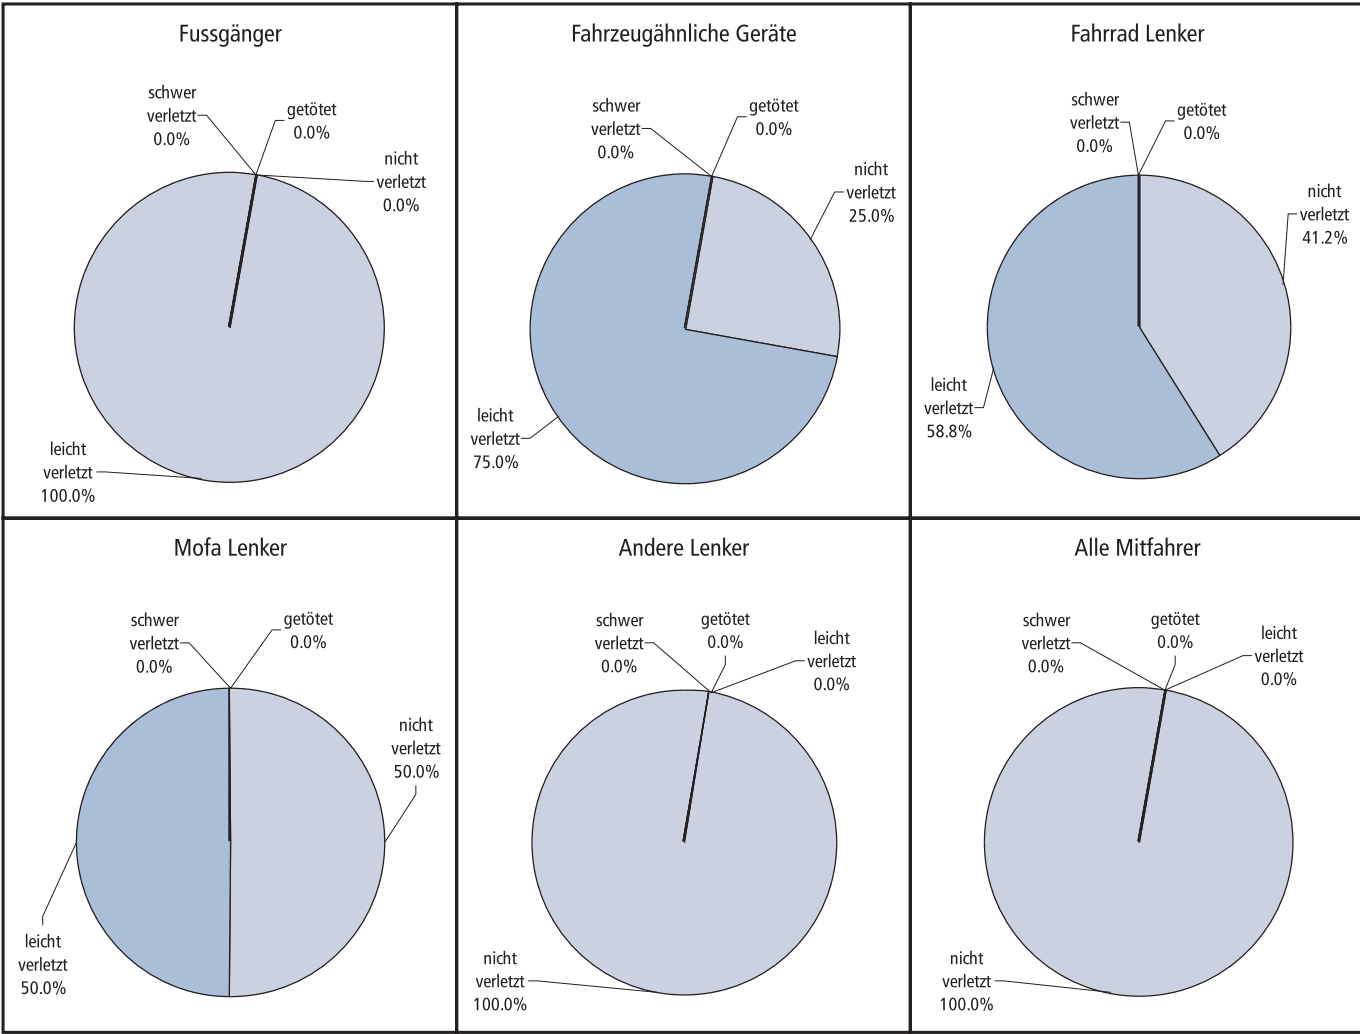 Fussgänger
schwer
verletzt
0.0%
getötet
0.0%
nicht
verletzt
0.0%
leicht
verletzt
100.0%
Fahrzeugähnliche Geräte
schwer
verletzt
0.0%
getötet
0.0%
nicht
verletzt
25.0%
leicht
verletzt
75.0%
Fahrrad Lenker
schwer
verletzt
0.0%
getötet
0.0%
nicht
verletzt
41.2%
leicht
verletzt
58.8%
Mofa Lenker
schwer
verletzt
0.0%
getötet
0.0%
nicht
verletzt
50.0%
leicht
verletzt
50.0%
Andere Lenker
schwer
verletzt
0.0%
getötet
0.0%
leicht
verletzt
0.0%
nicht
verletzt
100.0%
Alle Mitfahrer
schwer
verletzt
0.0%
getötet
0.0%
leicht
verletzt
0.0%
nicht
verletzt
100.0%